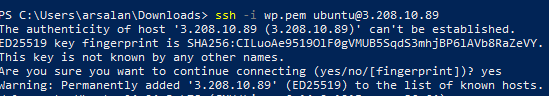 PS C:\Users\arsalan\Downloads> ssh -i wp.pem ubuntu@3.208.10.89
The authenticity of host '3.208.10.89 (3.208.10.89)' can't be established.
ED25519 key fingerprint is SHA256:CILuoAe9519OlF0gVMUB5SqdS3mhjBP61AVb8RaZeVY.
This key is not known by any other names.
Are you sure you want to continue connecting (yes/no/[fingerprint])? yes
Warning: Permanently added '3.208.10.89' (ED25519) to the list of known hosts.